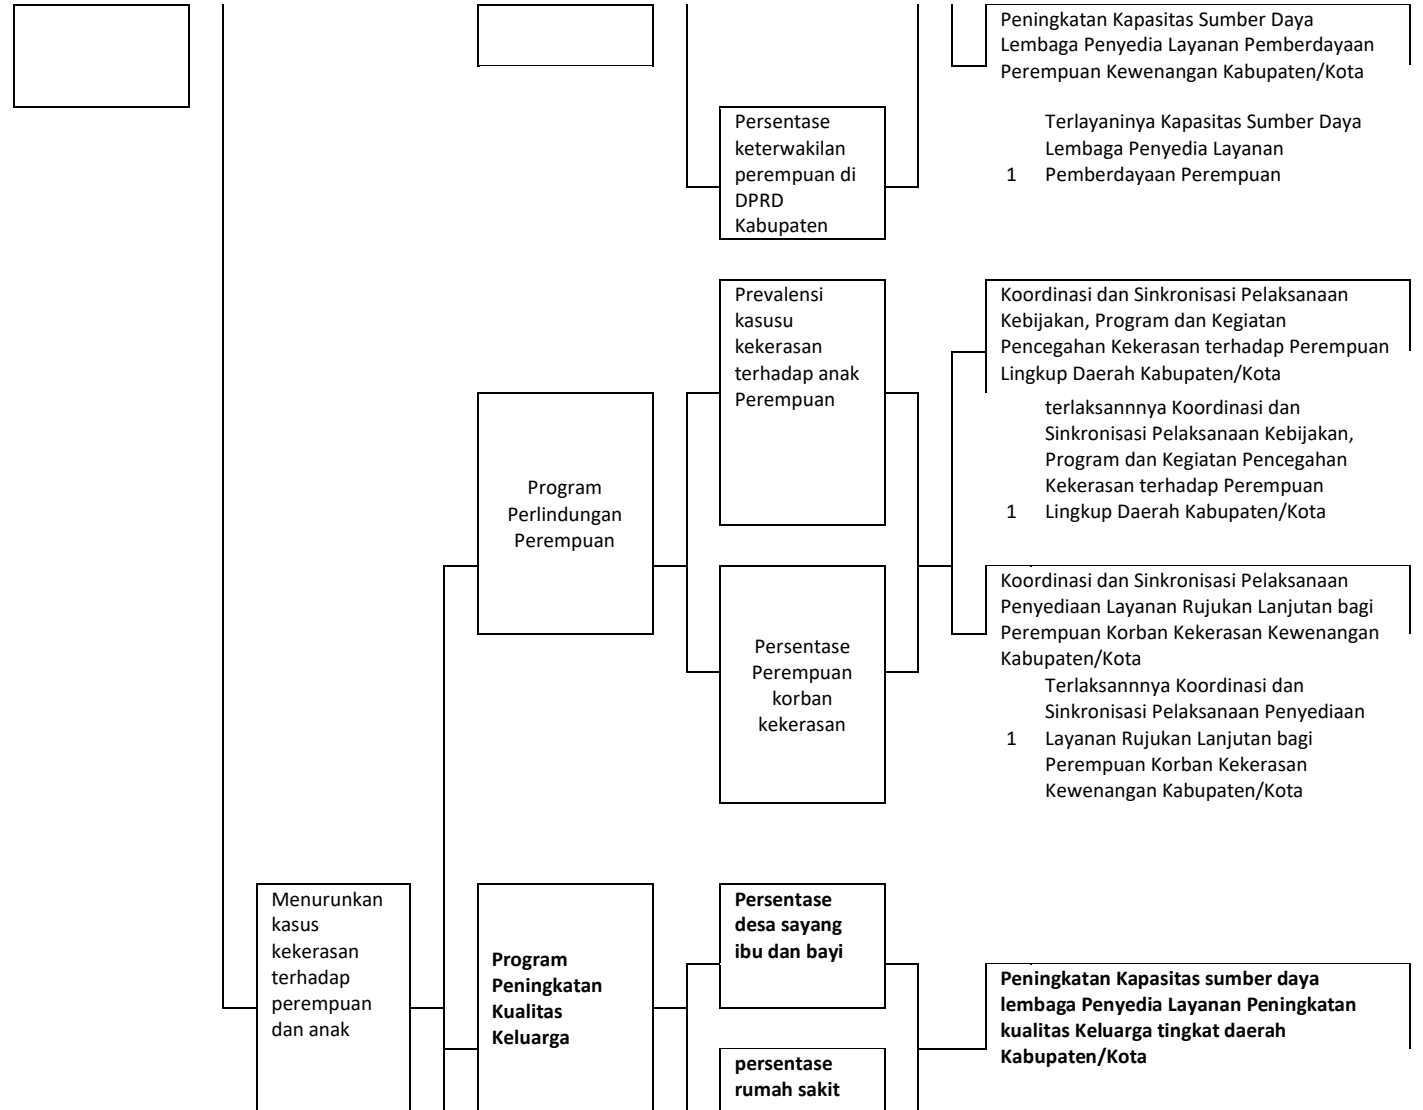 Peningkatan Kapasitas Sumber Daya
Lembaga Penyedia Layanan Pemberdayaan
Perempuan Kewenangan Kabupaten/Kota
Persentase
keterwakilan
perempuan di
DPRD
Kabupaten
Terlayaninya Kapasitas Sumber Daya
Lembaga Penyedia Layanan
1 Pemberdayaan Perempuan
Prevalensi
kasusu
kekerasan
terhadap anak
Perempuan
Koordinasi dan Sinkronisasi Pelaksanaan
Kebijakan, Program dan Kegiatan
Pencegahan Kekerasan terhadap Perempuan
Lingkup Daerah Kabupaten/Kota
terlaksannnya Koordinasi dan
Sinkronisasi Pelaksanaan Kebijakan,
Program dan Kegiatan Pencegahan
Kekerasan terhadap Perempuan
1 Lingkup Daerah Kabupaten/Kota
Program
Perlindungan
Perempuan
Persentase
Perempuan
korban
kekerasan
Koordinasi dan Sinkronisasi Pelaksanaan
Penyediaan Layanan Rujukan Lanjutan bagi
Perempuan Korban Kekerasan Kewenangan
Kabupaten/Kota
Terlaksannnya Koordinasi dan
Sinkronisasi Pelaksanaan Penyediaan
1 Layanan Rujukan Lanjutan bagi
Perempuan Korban Kekerasan
Kewenangan Kabupaten/Kota
Menurunkan
kasus
kekerasan
terhadap
perempuan
dan anak
Program
Peningkatan
Kualitas
Keluarga
Persentase
desa sayang
ibu dan bayi
persentase
rumah sakit
Peningkatan Kapasitas sumber daya
lembaga Penyedia Layanan Peningkatan
kualitas Keluarga tingkat daerah
Kabupaten/Kota